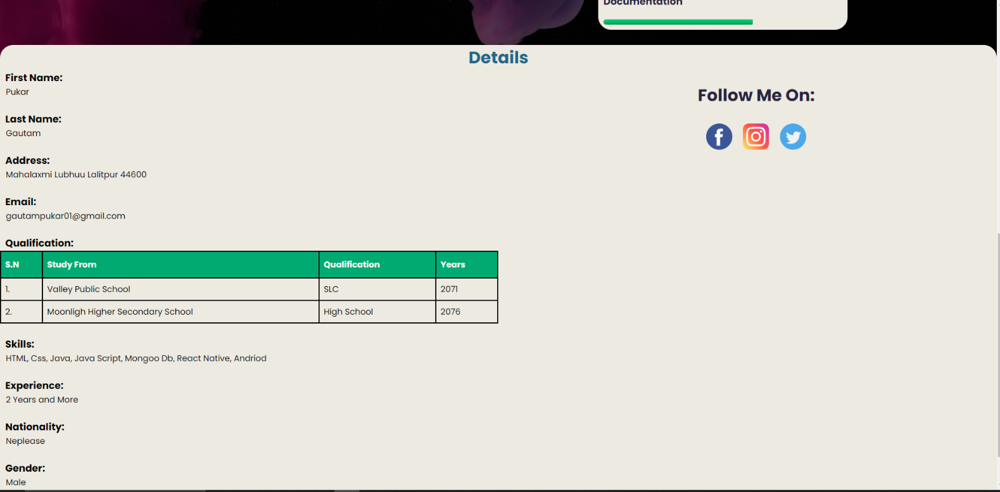 Documentation
Details
First Name:
Pukar
Last Name:
Gautam
Address:
Mahalaxmi Lubhuu Lalitpur 44600
Email:
gautampukar01@gmail.com
Qualification:
S.N Study From Qualification Years
1. Valley Public School SLC 2071
2. Moonligh Higher Secondary School High School 2076
Skills:
HTML, Css, Java, Java Script, Mongoo Db, React Native, Andriod
Experience:
2 Years and More
Nationality:
Neplease
Gender:
Male
Follow Me On: